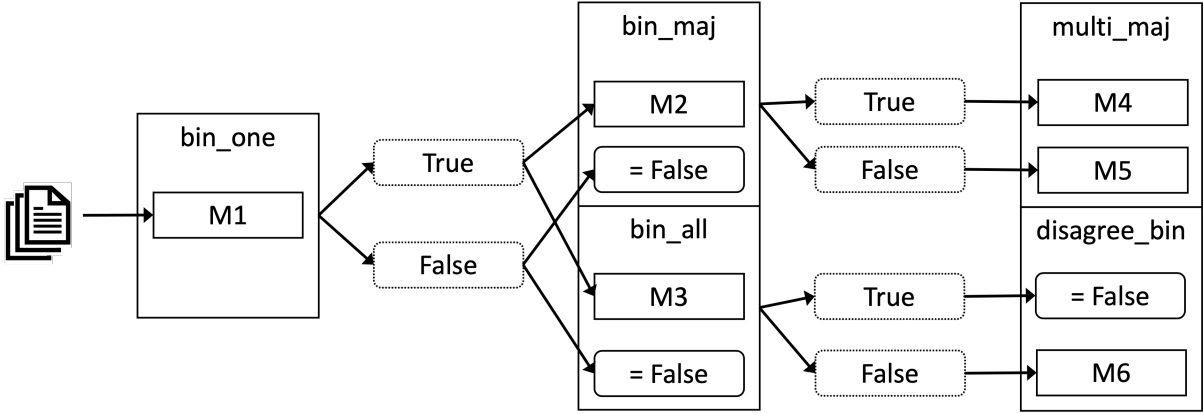 bin_one
M1
True
False
bin_maj
M2
= False
bin_all
M3
= False
True
False
True
False
multi_maj
M4
M5
disagree_bin
= False
M6